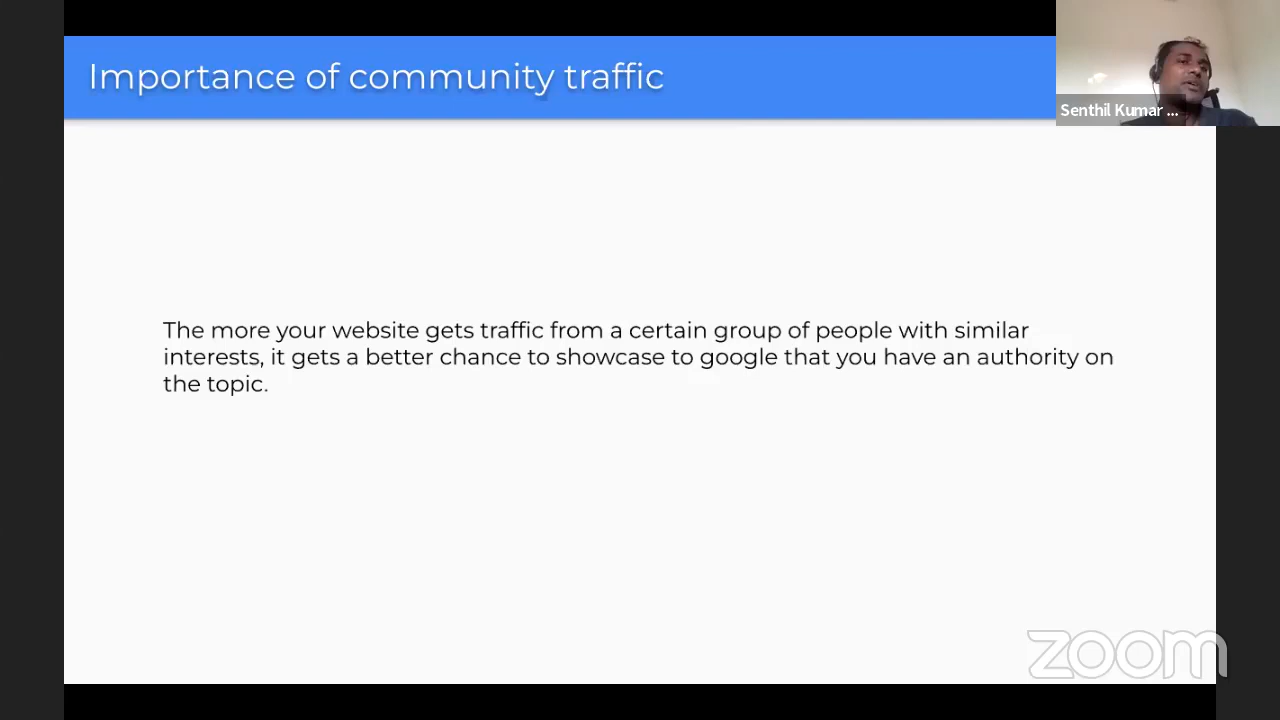 Importance of community traffic
Senthil Kumar ...
The more your website gets traffic from a certain group of people with similar
interests, it gets a better chance to showcase to google that you have an authority on
the topic.
zoom